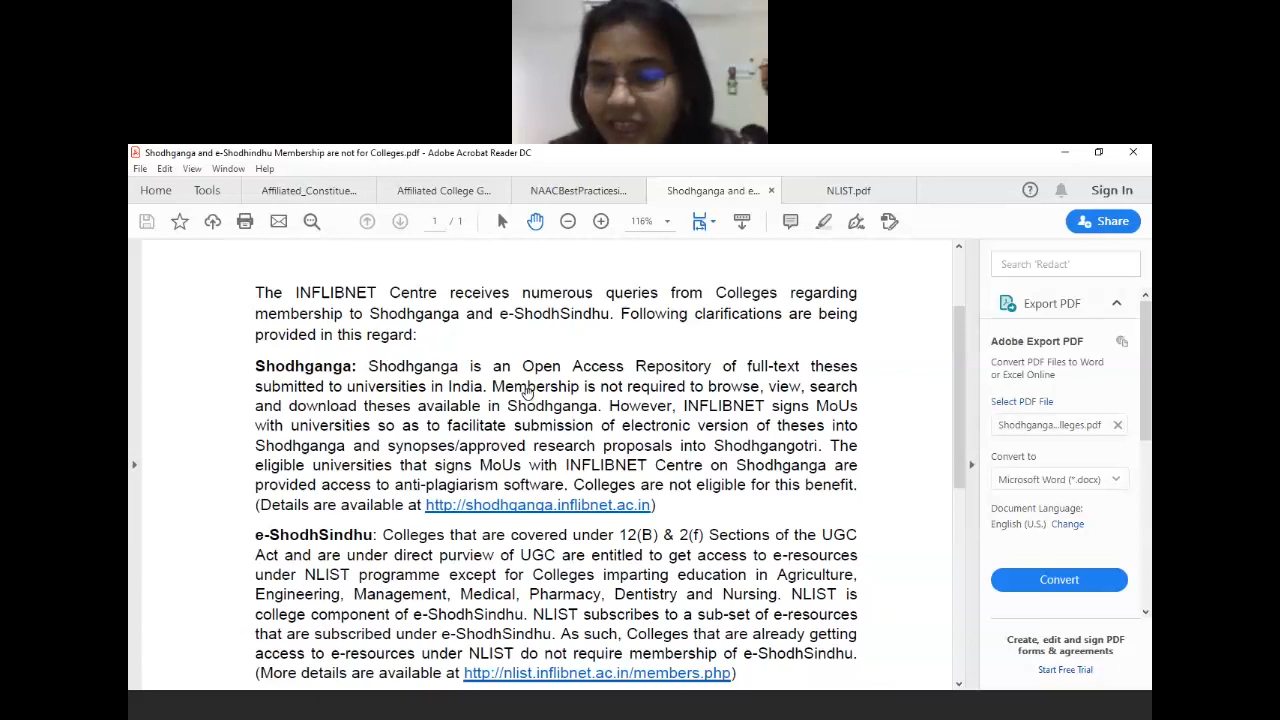 Shodhganga and e-Shodhindhu Membership are not for Colleges.pdf - Adobe Acrobat Reader DC
File Edit View Window Help
Home Tools Affiliated_Constitue... Affiliated College G... NAACBestPracticesi... Shodhganga and e... × NLIST.pdf Sign In
1 / 1 116% Share
Search 'Redact'
The INFLIBNET Centre receives numerous queries from Colleges regarding
membership to Shodhganga and e-ShodhSindhu. Following clarifications are being
provided in this regard:
Shodhganga: Shodhganga is an Open Access Repository of full-text theses
submitted to universities in India. Membership is not required to browse, view, search
and download theses available in Shodhganga. However, INFLIBNET signs MoUs
with universities so as to facilitate submission of electronic version of theses into
Shodhganga and synopses/approved research proposals into Shodhgangotri. The
eligible universities that signs MoUs with INFLIBNET Centre on Shodhganga are
provided access to anti-plagiarism software. Colleges are not eligible for this benefit.
(Details are available at http://shodhganga.inflibnet.ac.in)
e-ShodhSindhu: Colleges that are covered under 12(B) & 2(f) Sections of the UGC
Act and are under direct purview of UGC are entitled to get access to e-resources
under NLIST programme except for Colleges imparting education in Agriculture,
Engineering, Management, Medical, Pharmacy, Dentistry and Nursing. NLIST is
college component of e-ShodhSindhu. NLIST subscribes to a sub-set of e-resources
that are subscribed under e-ShodhSindhu. As such, Colleges that are already getting
access to e-resources under NLIST do not require membership of e-ShodhSindhu.
(More details are available at http://nlist.inflibnet.ac.in/members.php)
Export PDF
Adobe Export PDF
Convert PDF Files to Word
or Excel Online
Select PDF File
Shodhganga...lleges.pdf
Convert to
Microsoft Word (*.docx)
Document Language:
English (U.S.) Change
Convert
Create, edit and sign PDF
forms & agreements
Start Free Trial